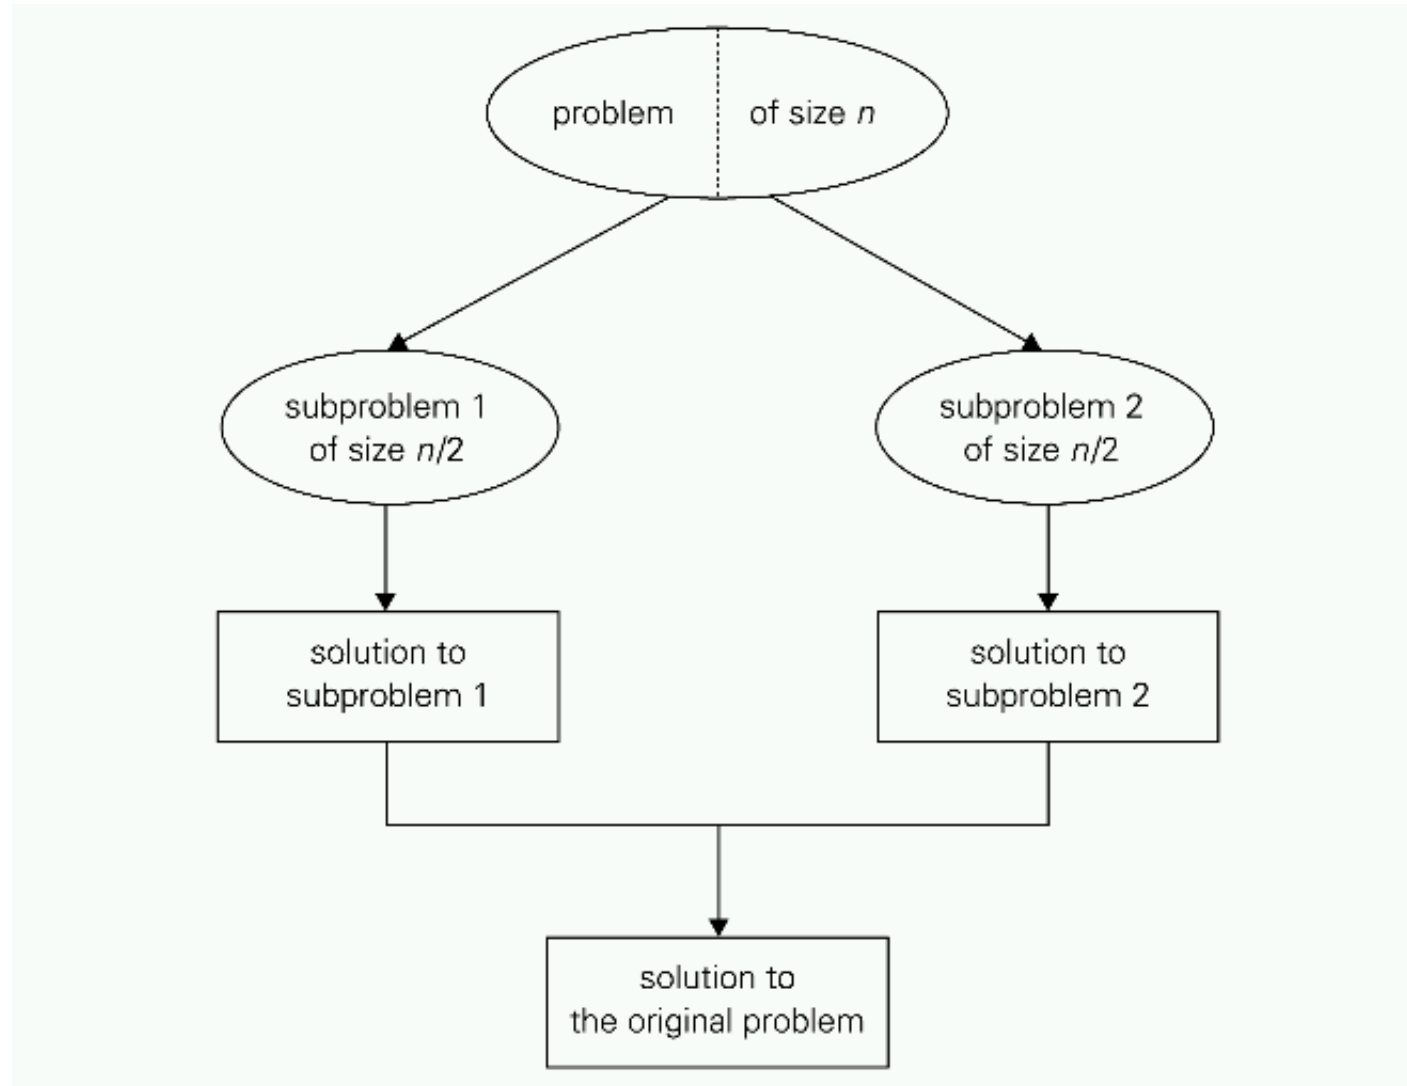 problem of size n
subproblem 1
of size n/2
subproblem 2
of size n/2
solution to
subproblem 1
solution to
subproblem 2
solution to
the original problem